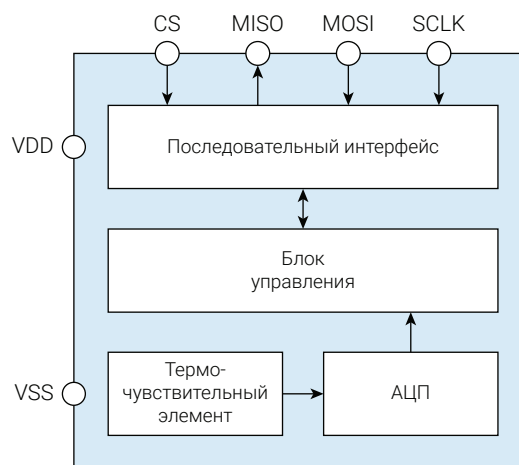 CS MISO MOSI SCLK
VDD
Последовательный интерфейс
Блок
управления
VSS
Термо-
чувствительный
элемент
АЦП